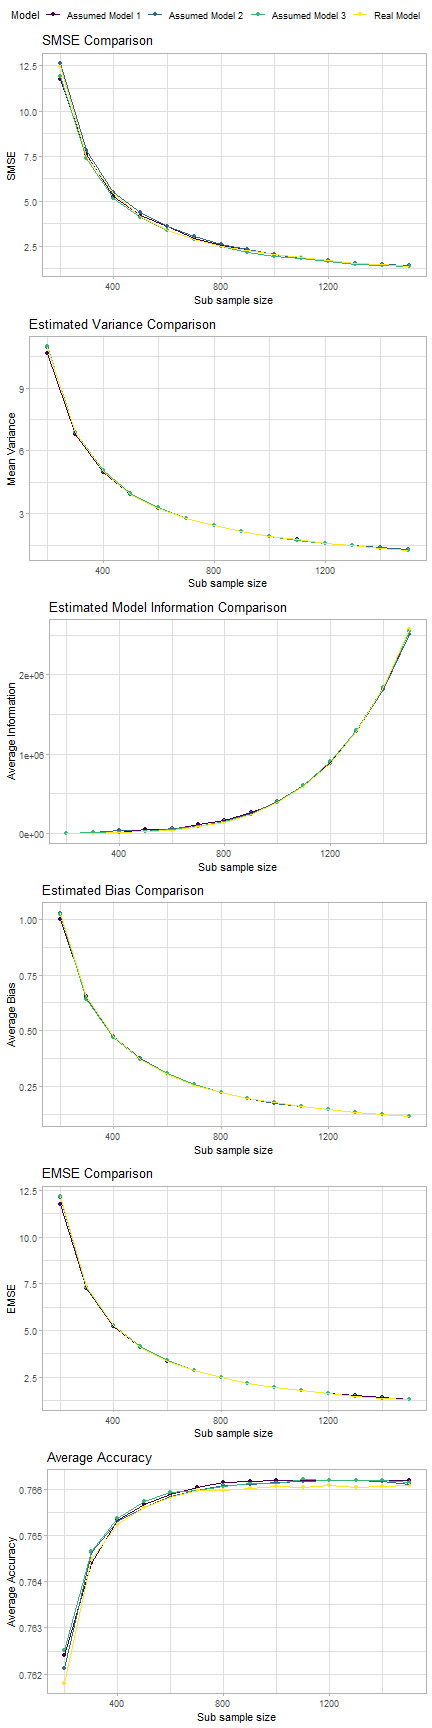 Model Assumed Model 1 Assumed Model 2 Assumed Model 3 Real Model
SMSE Comparison
12.5
10.0
7.5
5.0
2.5
SMSE
400 800 1200
Sub sample size
Estimated Variance Comparison
9
6
3
Mean Variance
400 800 1200
Sub sample size
Estimated Model Information Comparison
2e+06
1e+06
0e+00
Average Information
400 800 1200
Sub sample size
Estimated Bias Comparison
1.00
0.75
0.50
0.25
Average Bias
400 800 1200
Sub sample size
EMSE Comparison
12.5
10.0
7.5
5.0
2.5
EMSE
400 800 1200
Sub sample size
Average Accuracy
0.766
0.765
0.764
0.763
0.762
Average Accuracy
400 800 1200
Sub sample size